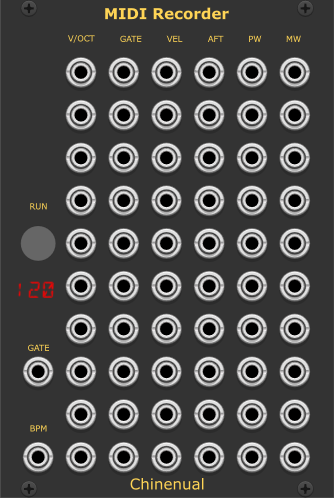 MIDI Recorder
V/OCT GATE VEL AFT PW MW
RUN
120
GATE
BPM
Chinenual